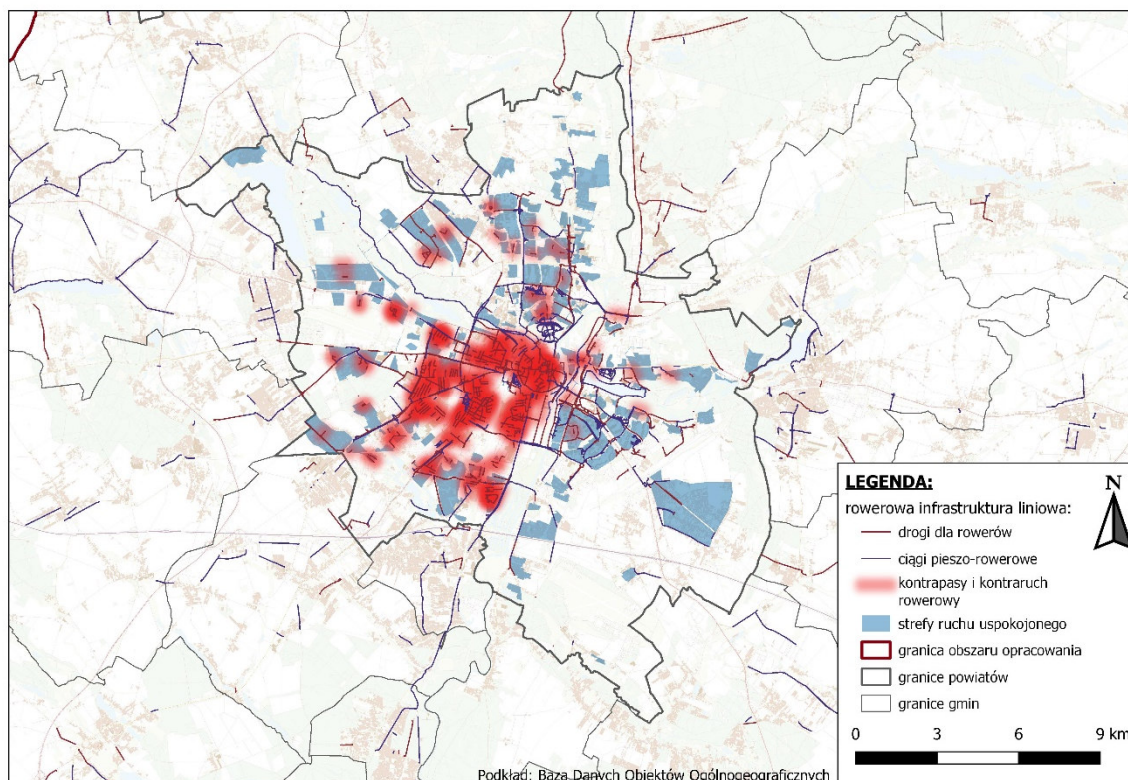 LEGENDA:
N
rowerowa infrastruktura liniowa:
drogi dla rowerów
ciągi pieszo-rowerowe
kontrapasy i kontraruch
rowerowy
strefy ruchu uspokojonego
granica obszaru opracowania
granice powiatów
granice gmin
0 3 6 9 km
Podkład: Baza Danych Obiektów Ogólnogeograficznych